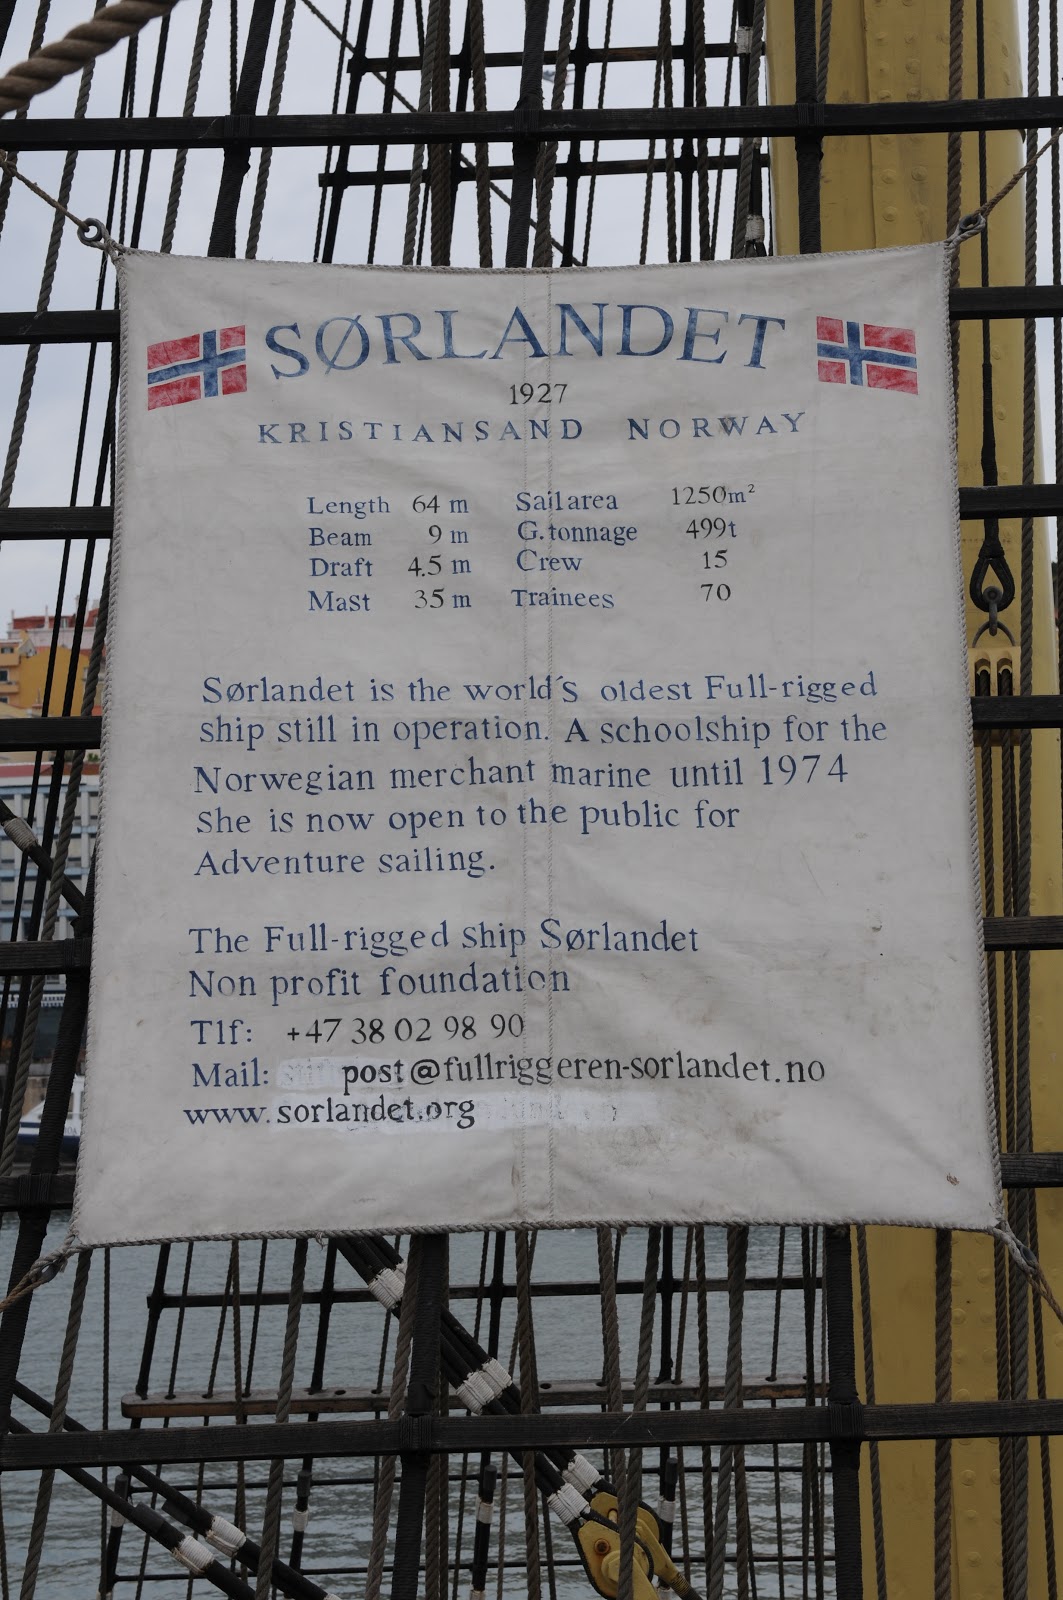 SØRLANDET
1927
KRISTIANSAND NORWAY
Length 64 m Sail area 1250m²
Beam 9 m G. tonnage 499t
Draft 4.5 m Crew 15
Mast 35 m Trainees 70
Sørlandet is the world´s oldest Full-rigged
ship still in operation. A schoolship for the
Norwegian merchant marine until 1974
She is now open to the public for
Adventure sailing.
The Full-rigged ship Sørlandet
Non profit foundation
Tlf: +47 38 02 98 90
Mail: post@fullriggeren-sorlandet.no
www.sorlandet.org